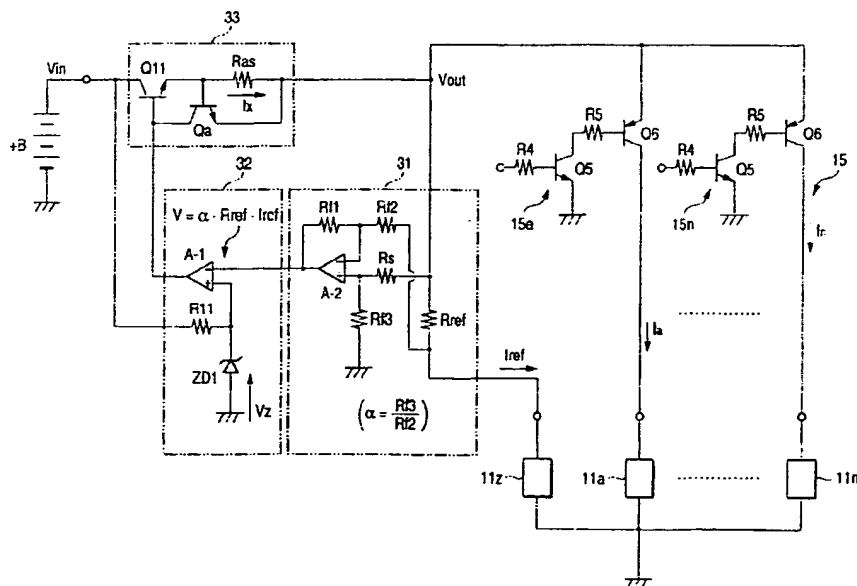 33
Vin
Q11
Ras
Ix
Qa
Vout
+B
R5
Q6
R4
Q5
15a
R5
Q6
R4
Q5
15n
15
In
32
31
V = α · Rref · Iref
A-1
R11
ZD1
Vz
Rf1
Rf2
A-2
Rs
Rf3
Rref
(α = Rf3/Rf2)
Iref
Ia
11z
11a
11n